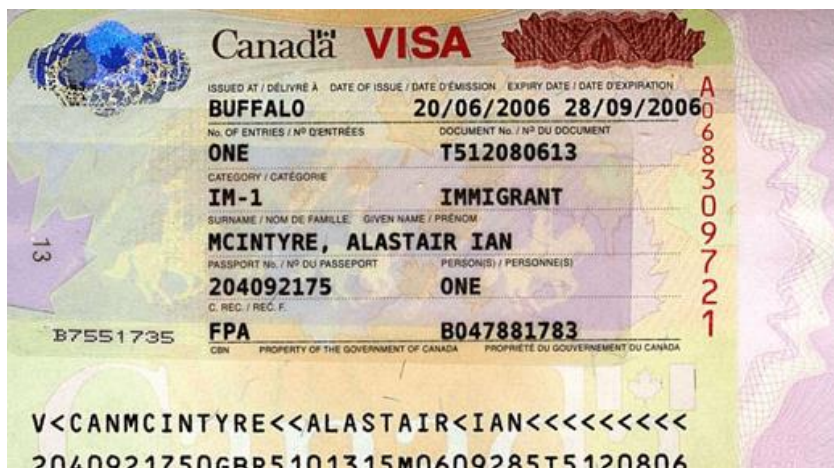 Canadä VISA
ISSUED AT / DÉLIVRÉ À DATE OF ISSUE / DATE D'ÉMISSION EXPIRY DATE / DATE D'EXPIRATION
BUFFALO 20/06/2006 28/09/2006
No. OF ENTRIES / Nº D'ENTRÉES DOCUMENT No. / Nº DU DOCUMENT
ONE T512080613
CATEGORY / CATÉGORIE
IM-1 IMMIGRANT
SURNAME / NOM DE FAMILLE, GIVEN NAME / PRÉNOM
MCINTYRE, ALASTAIR IAN
PASSPORT No. / Nº DU PASSEPORT PERSON(S) / PERSONNE(S)
204092175 ONE
C. REC. / REC. F.
FPA B047881783
CBN PROPERTY OF THE GOVERNMENT OF CANADA PROPRIÉTÉ DU GOUVERNEMENT DU CANADA
A068309721
13
B7551735
V<CANMCINTYRE<<ALASTAIR<IAN<<<<<<<<<
2040921750GBR5101315M0609285T5120806